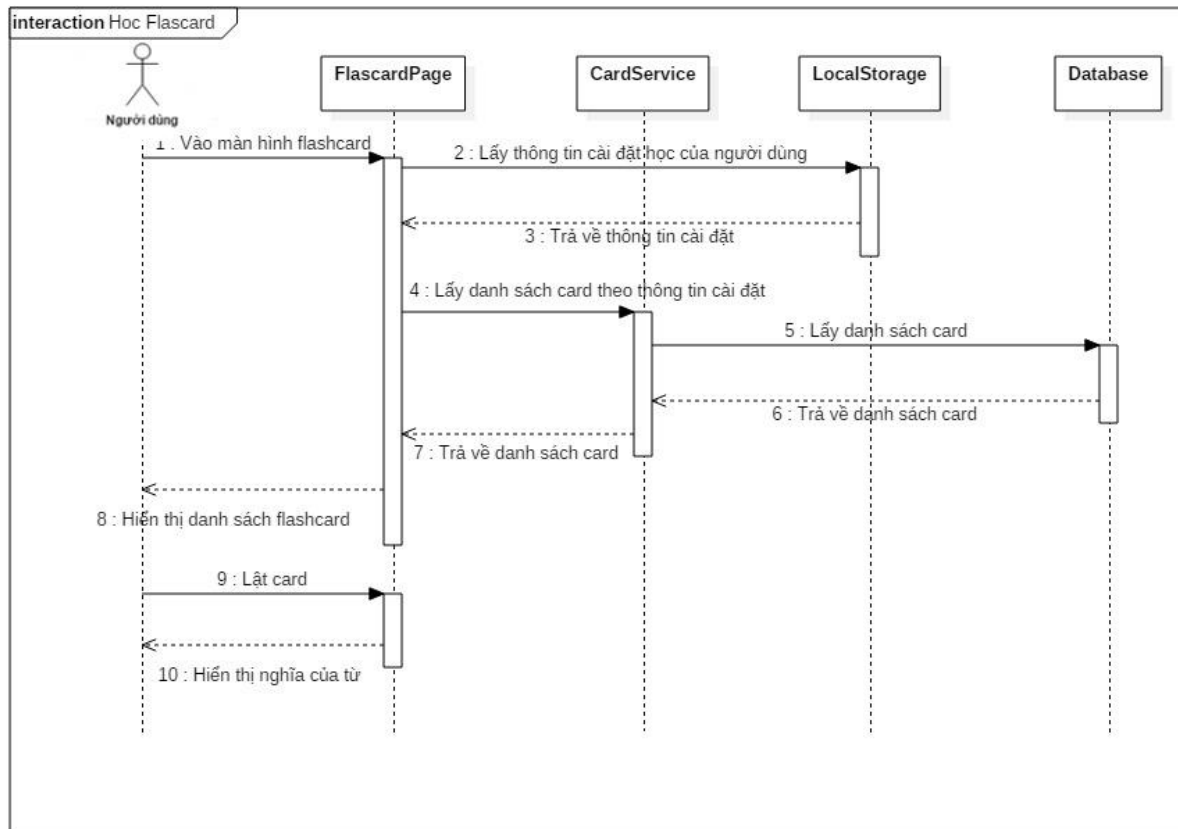 interaction Hoc Flascard
Người dùng
FlascardPage
CardService
LocalStorage
Database
1 : Vào màn hình flashcard
2 : Lấy thông tin cài đặt học của người dùng
3 : Trả về thông tin cài đặt
4 : Lấy danh sách card theo thông tin cài đặt
5 : Lấy danh sách card
6 : Trả về danh sách card
7 : Trả về danh sách card
8 : Hiển thị danh sách flashcard
9 : Lật card
10 : Hiển thị nghĩa của từ